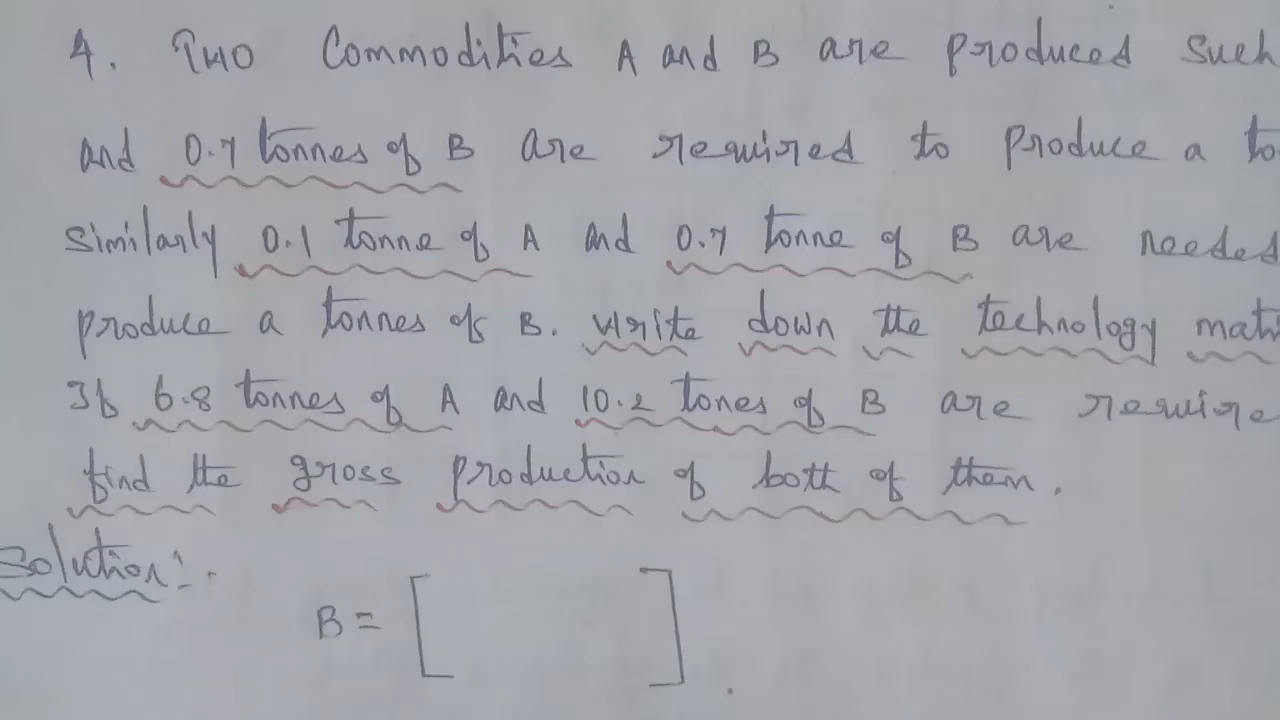 4. Two Commodities A and B are produced such
and 0.7 tonnes of B are required to produce a to
Similarly 0.1 tonne of A and 0.7 tonne of B are needed
produce a tonnes of B. write down the technology mat
If 6.8 tonnes of A and 10.2 tones of B are require
find the gross production of both of them.
Solution:-
B = [ ]